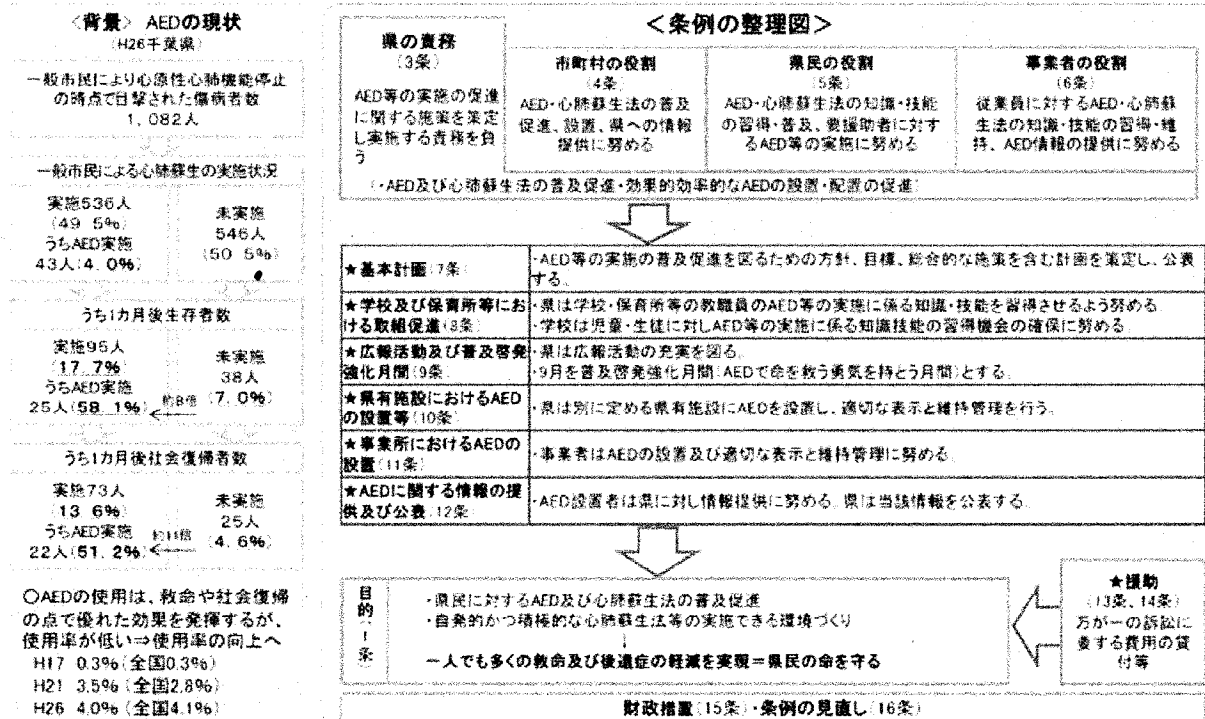 ＜背景＞ AEDの現状
(H26千葉県)
一般市民により心原性心肺機能停止
の時点で目撃された傷病者数
1,082人
一般市民による心肺蘇生の実施状況
実施536人
(49.5%)
うちAED実施
43人(4.0%)
未実施
546人
(50.5%)
うち1カ月後生存者数
実施95人
(17.7%)
うちAED実施
25人(58.1%)
約8倍
未実施
38人
(7.0%)
うち1カ月後社会復帰者数
実施73人
(13.6%)
うちAED実施
22人(51.2%)
約11倍
未実施
25人
(4.6%)
○AEDの使用は、救命や社会復帰
の点で優れた効果を発揮するが、
使用率が低い⇒使用率の向上へ
H17 0.3%(全国0.3%)
H21 3.5%(全国2.8%)
H26 4.0%(全国4.1%)
＜条例の整理図＞
県の責務
(3条)
AED等の実施の促進
に関する施策を策定
し実施する責務を負
う
市町村の役割
(4条)
AED・心肺蘇生法の普及
促進、設置、県への情報
提供に努める
県民の役割
(5条)
AED・心肺蘇生法の知識・技能
の習得・普及、要援助者に対す
るAED等の実施に努める
事業者の役割
(6条)
従業員に対するAED・心肺蘇
生法の知識・技能の習得・維
持、AED情報の提供に努める
(・AED及び心肺蘇生法の普及促進・効果的効率的なAEDの設置・配置の促進)
★基本計画(7条)
・AED等の実施の普及促進を図るための方針、目標、総合的な施策を含む計画を策定し、公表
する。
★学校及び保育所等にお
ける取組促進(8条)
・県は学校・保育所等の教職員のAED等の実施に係る知識・技能を習得させるよう努める。
・学校は児童・生徒に対しAED等の実施に係る知識技能の習得機会の確保に努める。
★広報活動及び普及啓発
強化月間(9条)
・県は広報活動の充実を図る。
・9月を普及啓発強化月間(AEDで命を救う勇気を持とう月間)とする。
★県有施設におけるAED
の設置等(10条)
・県は別に定める県有施設にAEDを設置し、適切な表示と維持管理を行う。
★事業所におけるAEDの
設置(11条)
・事業者はAEDの設置及び適切な表示と維持管理に努める。
★AEDに関する情報の提
供及び公表(12条)
・AED設置者は県に対し情報提供に努める。県は当該情報を公表する。
目的(1条)
・県民に対するAED及び心肺蘇生法の普及促進
・自発的かつ積極的な心肺蘇生法等の実施できる環境づくり
一人でも多くの救命及び後遺症の軽減を実現＝県民の命を守る
★援助
(13条、14条)
万が一の訴訟に
要する費用の貸
付等
財政措置(15条)・条例の見直し(16条)